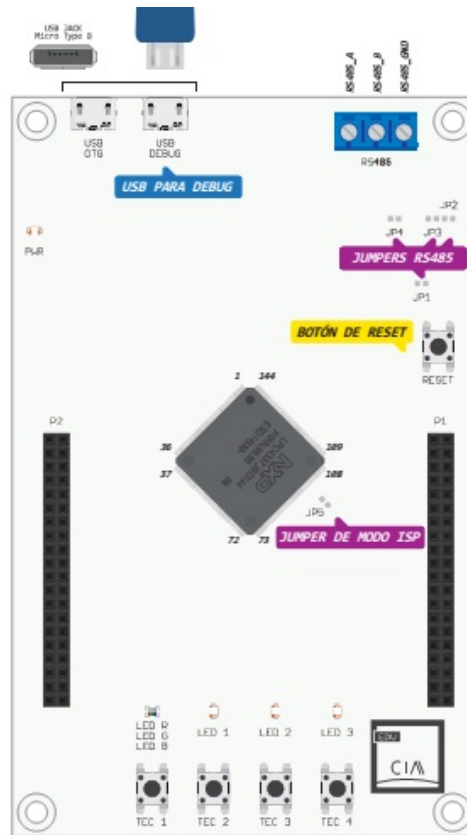 USB JACK
Micro Type B
RS485_A
RS485_B
RS485_GND
USB
OTG
USB
DEBUG
RS485
USB PARA DEBUG
JP2
JP4
JP3
PWR
JUMPERS RS485
JP1
BOTÓN DE RESET
RESET
1
144
P2
P1
36
109
37
108
NXP
JP5
72
73
JUMPER DE MODO ISP
LED R
LED G
LED B
LED 1
LED 2
LED 3
EDU
CIAA
TEC 1
TEC 2
TEC 3
TEC 4